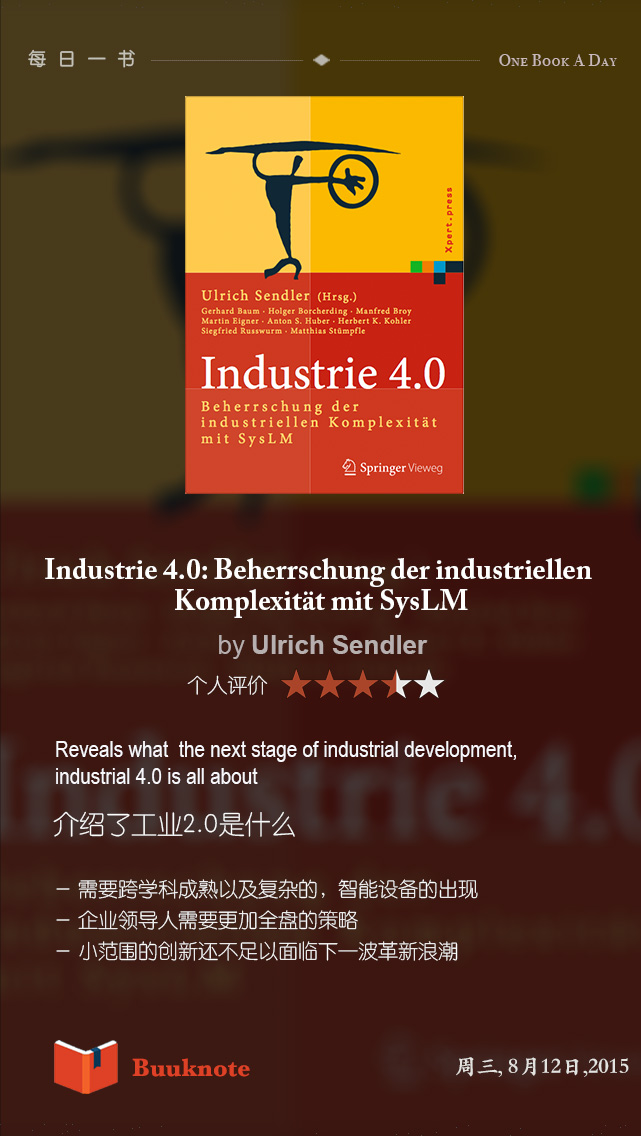 每日一书
One Book A Day
Xpert.press
Ulrich Sendler (Hrsg.)
Gerhard Baum · Holger Borcherding · Manfred Broy
Martin Eigner · Anton S. Huber · Herbert K. Kohler
Siegfried Russwurm · Matthias Stümpfle
Industrie 4.0
Beherrschung der
industriellen Komplexität
mit SysLM
Springer Vieweg
Industrie 4.0: Beherrschung der industriellen
Komplexität mit SysLM
by Ulrich Sendler
个人评价
Reveals what the next stage of industrial development,
industrial 4.0 is all about
介绍了工业2.0是什么
– 需要跨学科成熟以及复杂的，智能设备的出现
– 企业领导人需要更加全盘的策略
– 小范围的创新还不足以面临下一波革新浪潮
Buuknote
周三, 8月12日,2015